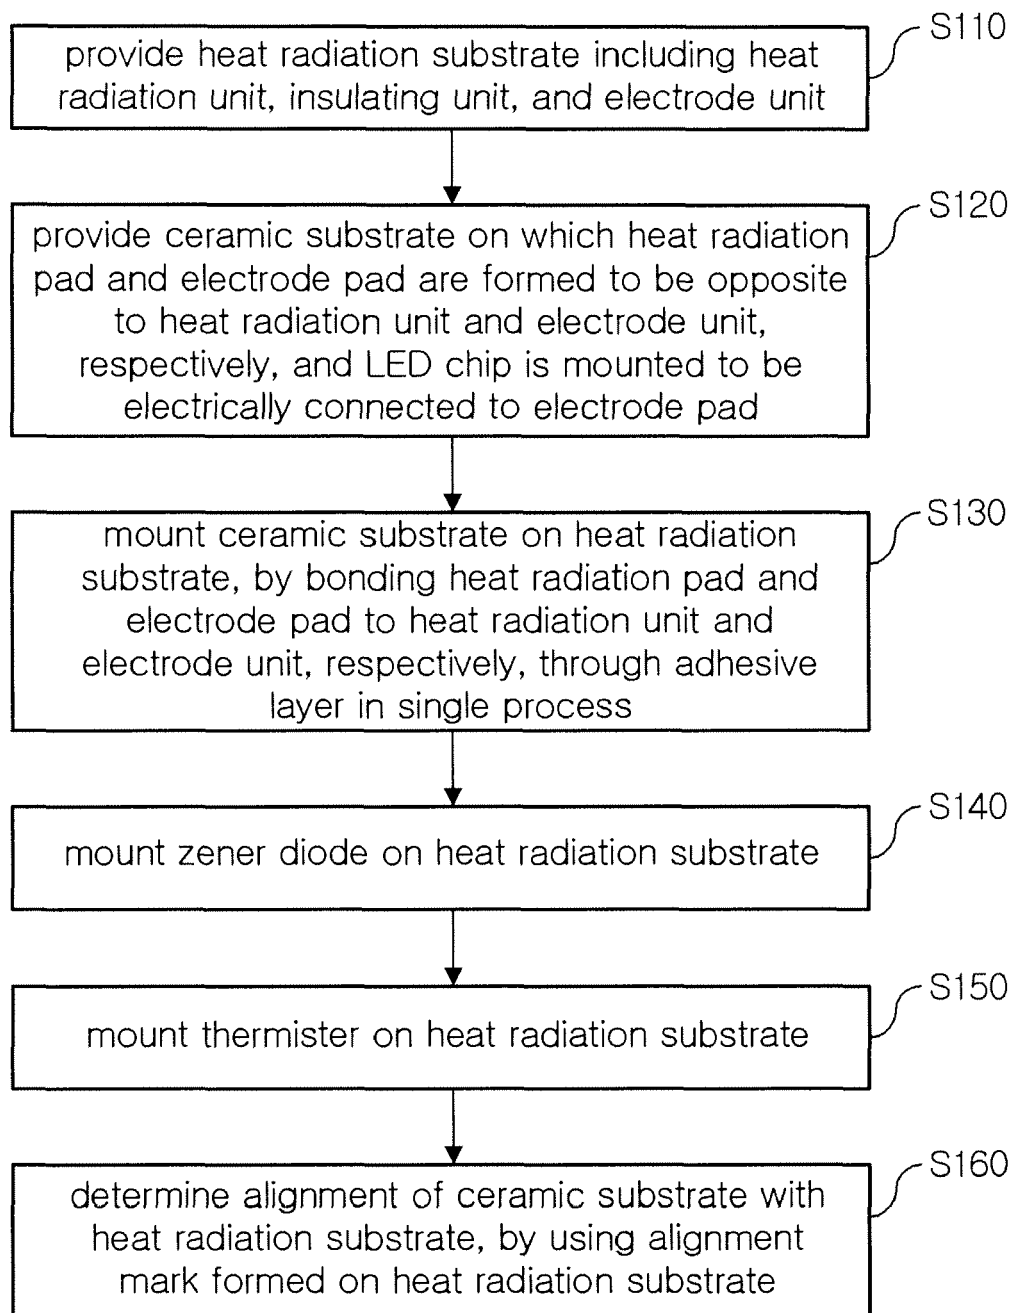 S110
provide heat radiation substrate including heat
radiation unit, insulating unit, and electrode unit
S120
provide ceramic substrate on which heat radiation
pad and electrode pad are formed to be opposite
to heat radiation unit and electrode unit,
respectively, and LED chip is mounted to be
electrically connected to electrode pad
S130
mount ceramic substrate on heat radiation
substrate, by bonding heat radiation pad and
electrode pad to heat radiation unit and
electrode unit, respectively, through adhesive
layer in single process
S140
mount zener diode on heat radiation substrate
S150
mount thermister on heat radiation substrate
S160
determine alignment of ceramic substrate with
heat radiation substrate, by using alignment
mark formed on heat radiation substrate